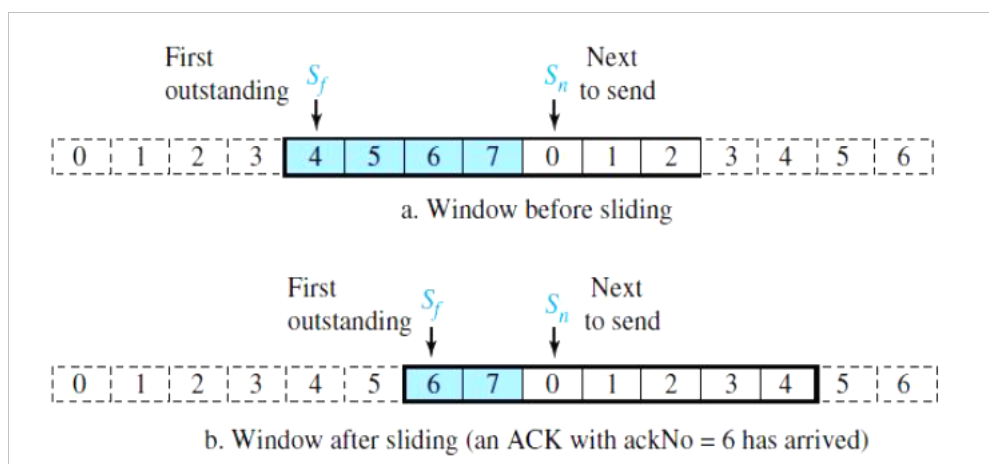 First
outstanding
Sf
Sn
Next
to send
0 1 2 3 4 5 6 7 0 1 2 3 4 5 6
a. Window before sliding
First
outstanding
Sf
Sn
Next
to send
0 1 2 3 4 5 6 7 0 1 2 3 4 5 6
b. Window after sliding (an ACK with ackNo = 6 has arrived)